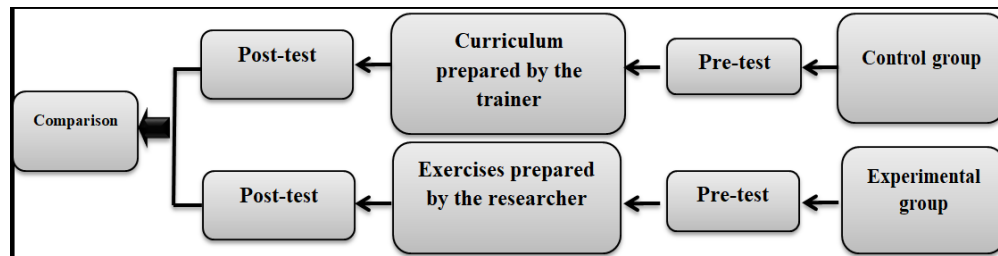 Post-test
Curriculum
prepared by the
trainer
Pre-test
Control group
Comparison
Post-test
Exercises prepared
by the researcher
Pre-test
Experimental
group